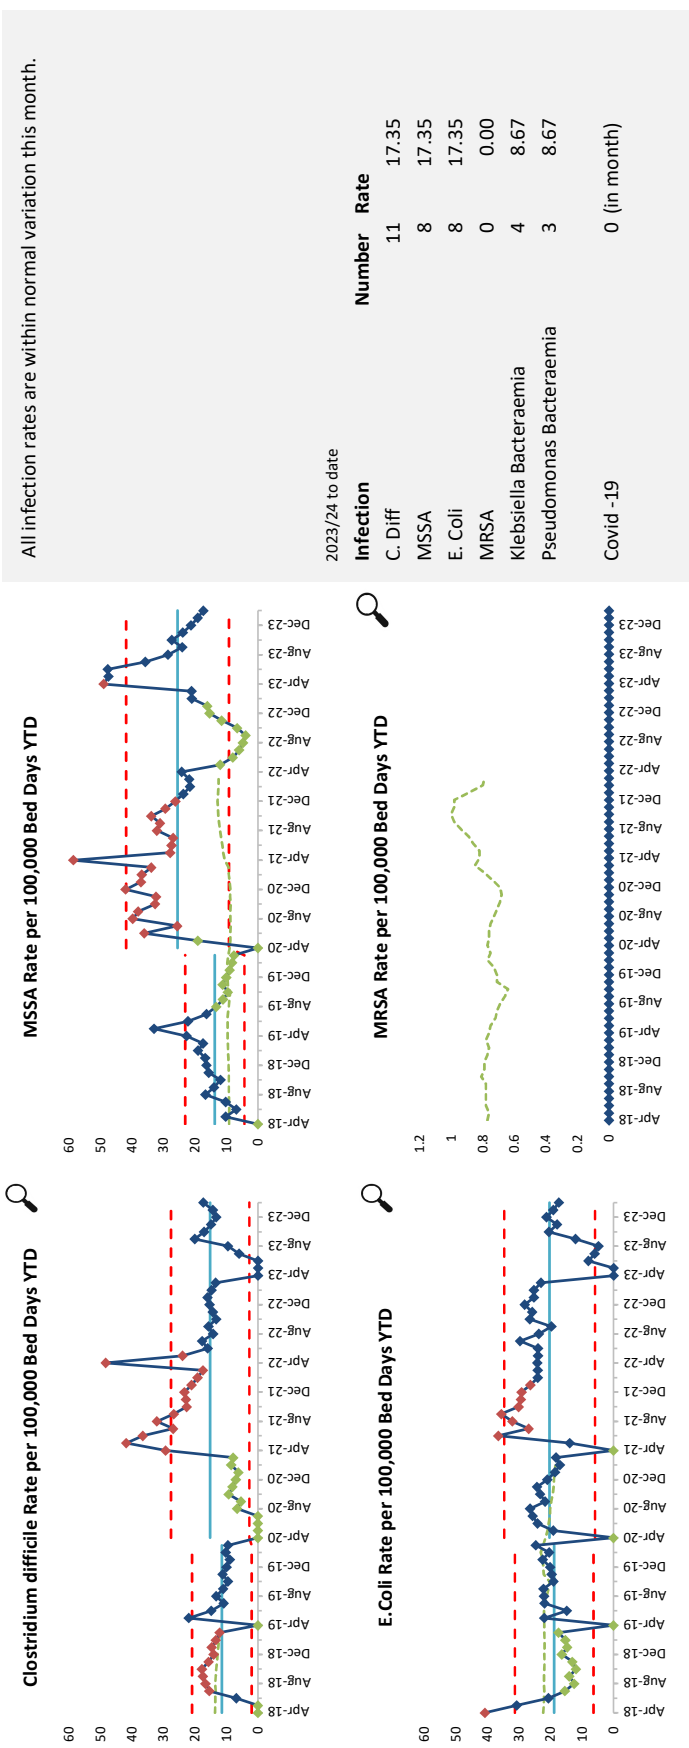 Clostridium difficile Rate per 100,000 Bed Days YTD
60
50
40
30
20
10
0
Apr-18
Aug-18
Dec-18
Apr-19
Aug-19
Dec-19
Apr-20
Aug-20
Dec-20
Apr-21
Aug-21
Dec-21
Apr-22
Aug-22
Dec-22
Apr-23
Aug-23
Dec-23
MSSA Rate per 100,000 Bed Days YTD
60
50
40
30
20
10
0
Apr-18
Aug-18
Dec-18
Apr-19
Aug-19
Dec-19
Apr-20
Aug-20
Dec-20
Apr-21
Aug-21
Dec-21
Apr-22
Aug-22
Dec-22
Apr-23
Aug-23
Dec-23
E.Coli Rate per 100,000 Bed Days YTD
60
50
40
30
20
10
0
Apr-18
Aug-18
Dec-18
Apr-19
Aug-19
Dec-19
Apr-20
Aug-20
Dec-20
Apr-21
Aug-21
Dec-21
Apr-22
Aug-22
Dec-22
Apr-23
Aug-23
Dec-23
MRSA Rate per 100,000 Bed Days YTD
1.2
1
0.8
0.6
0.4
0.2
0
Apr-18
Aug-18
Dec-18
Apr-19
Aug-19
Dec-19
Apr-20
Aug-20
Dec-20
Apr-21
Aug-21
Dec-21
Apr-22
Aug-22
Dec-22
Apr-23
Aug-23
Dec-23
All infection rates are within normal variation this month.
2023/24 to date
Infection Number Rate
C. Diff 11 17.35
MSSA 8 17.35
E. Coli 8 17.35
MRSA 0 0.00
Klebsiella Bacteraemia 4 8.67
Pseudomonas Bacteraemia 3 8.67
Covid -19 0 (in month)